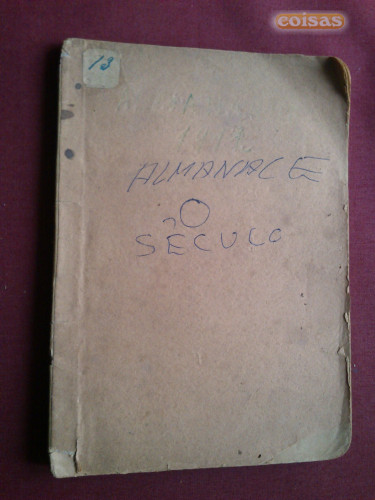 coisas
13
ALMANACE
O
SECULO